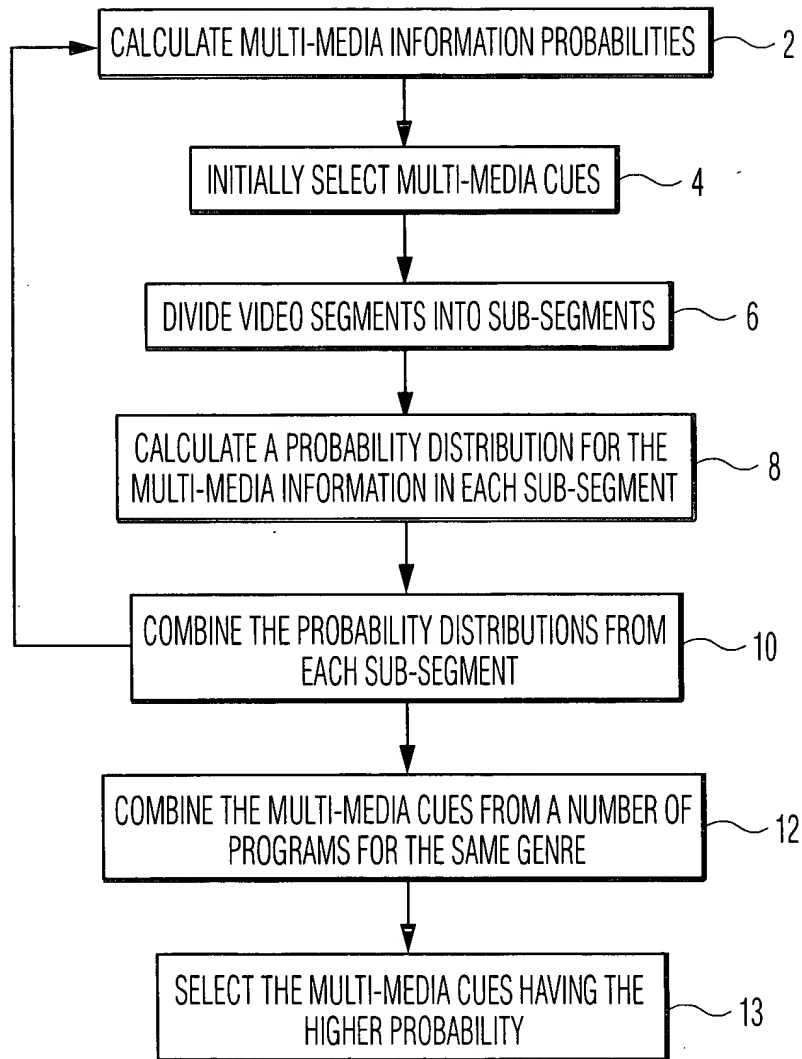 CALCULATE MULTI-MEDIA INFORMATION PROBABILITIES
2
INITIALLY SELECT MULTI-MEDIA CUES
4
DIVIDE VIDEO SEGMENTS INTO SUB-SEGMENTS
6
CALCULATE A PROBABILITY DISTRIBUTION FOR THE
MULTI-MEDIA INFORMATION IN EACH SUB-SEGMENT
8
COMBINE THE PROBABILITY DISTRIBUTIONS FROM
EACH SUB-SEGMENT
10
COMBINE THE MULTI-MEDIA CUES FROM A NUMBER OF
PROGRAMS FOR THE SAME GENRE
12
SELECT THE MULTI-MEDIA CUES HAVING THE
HIGHER PROBABILITY
13